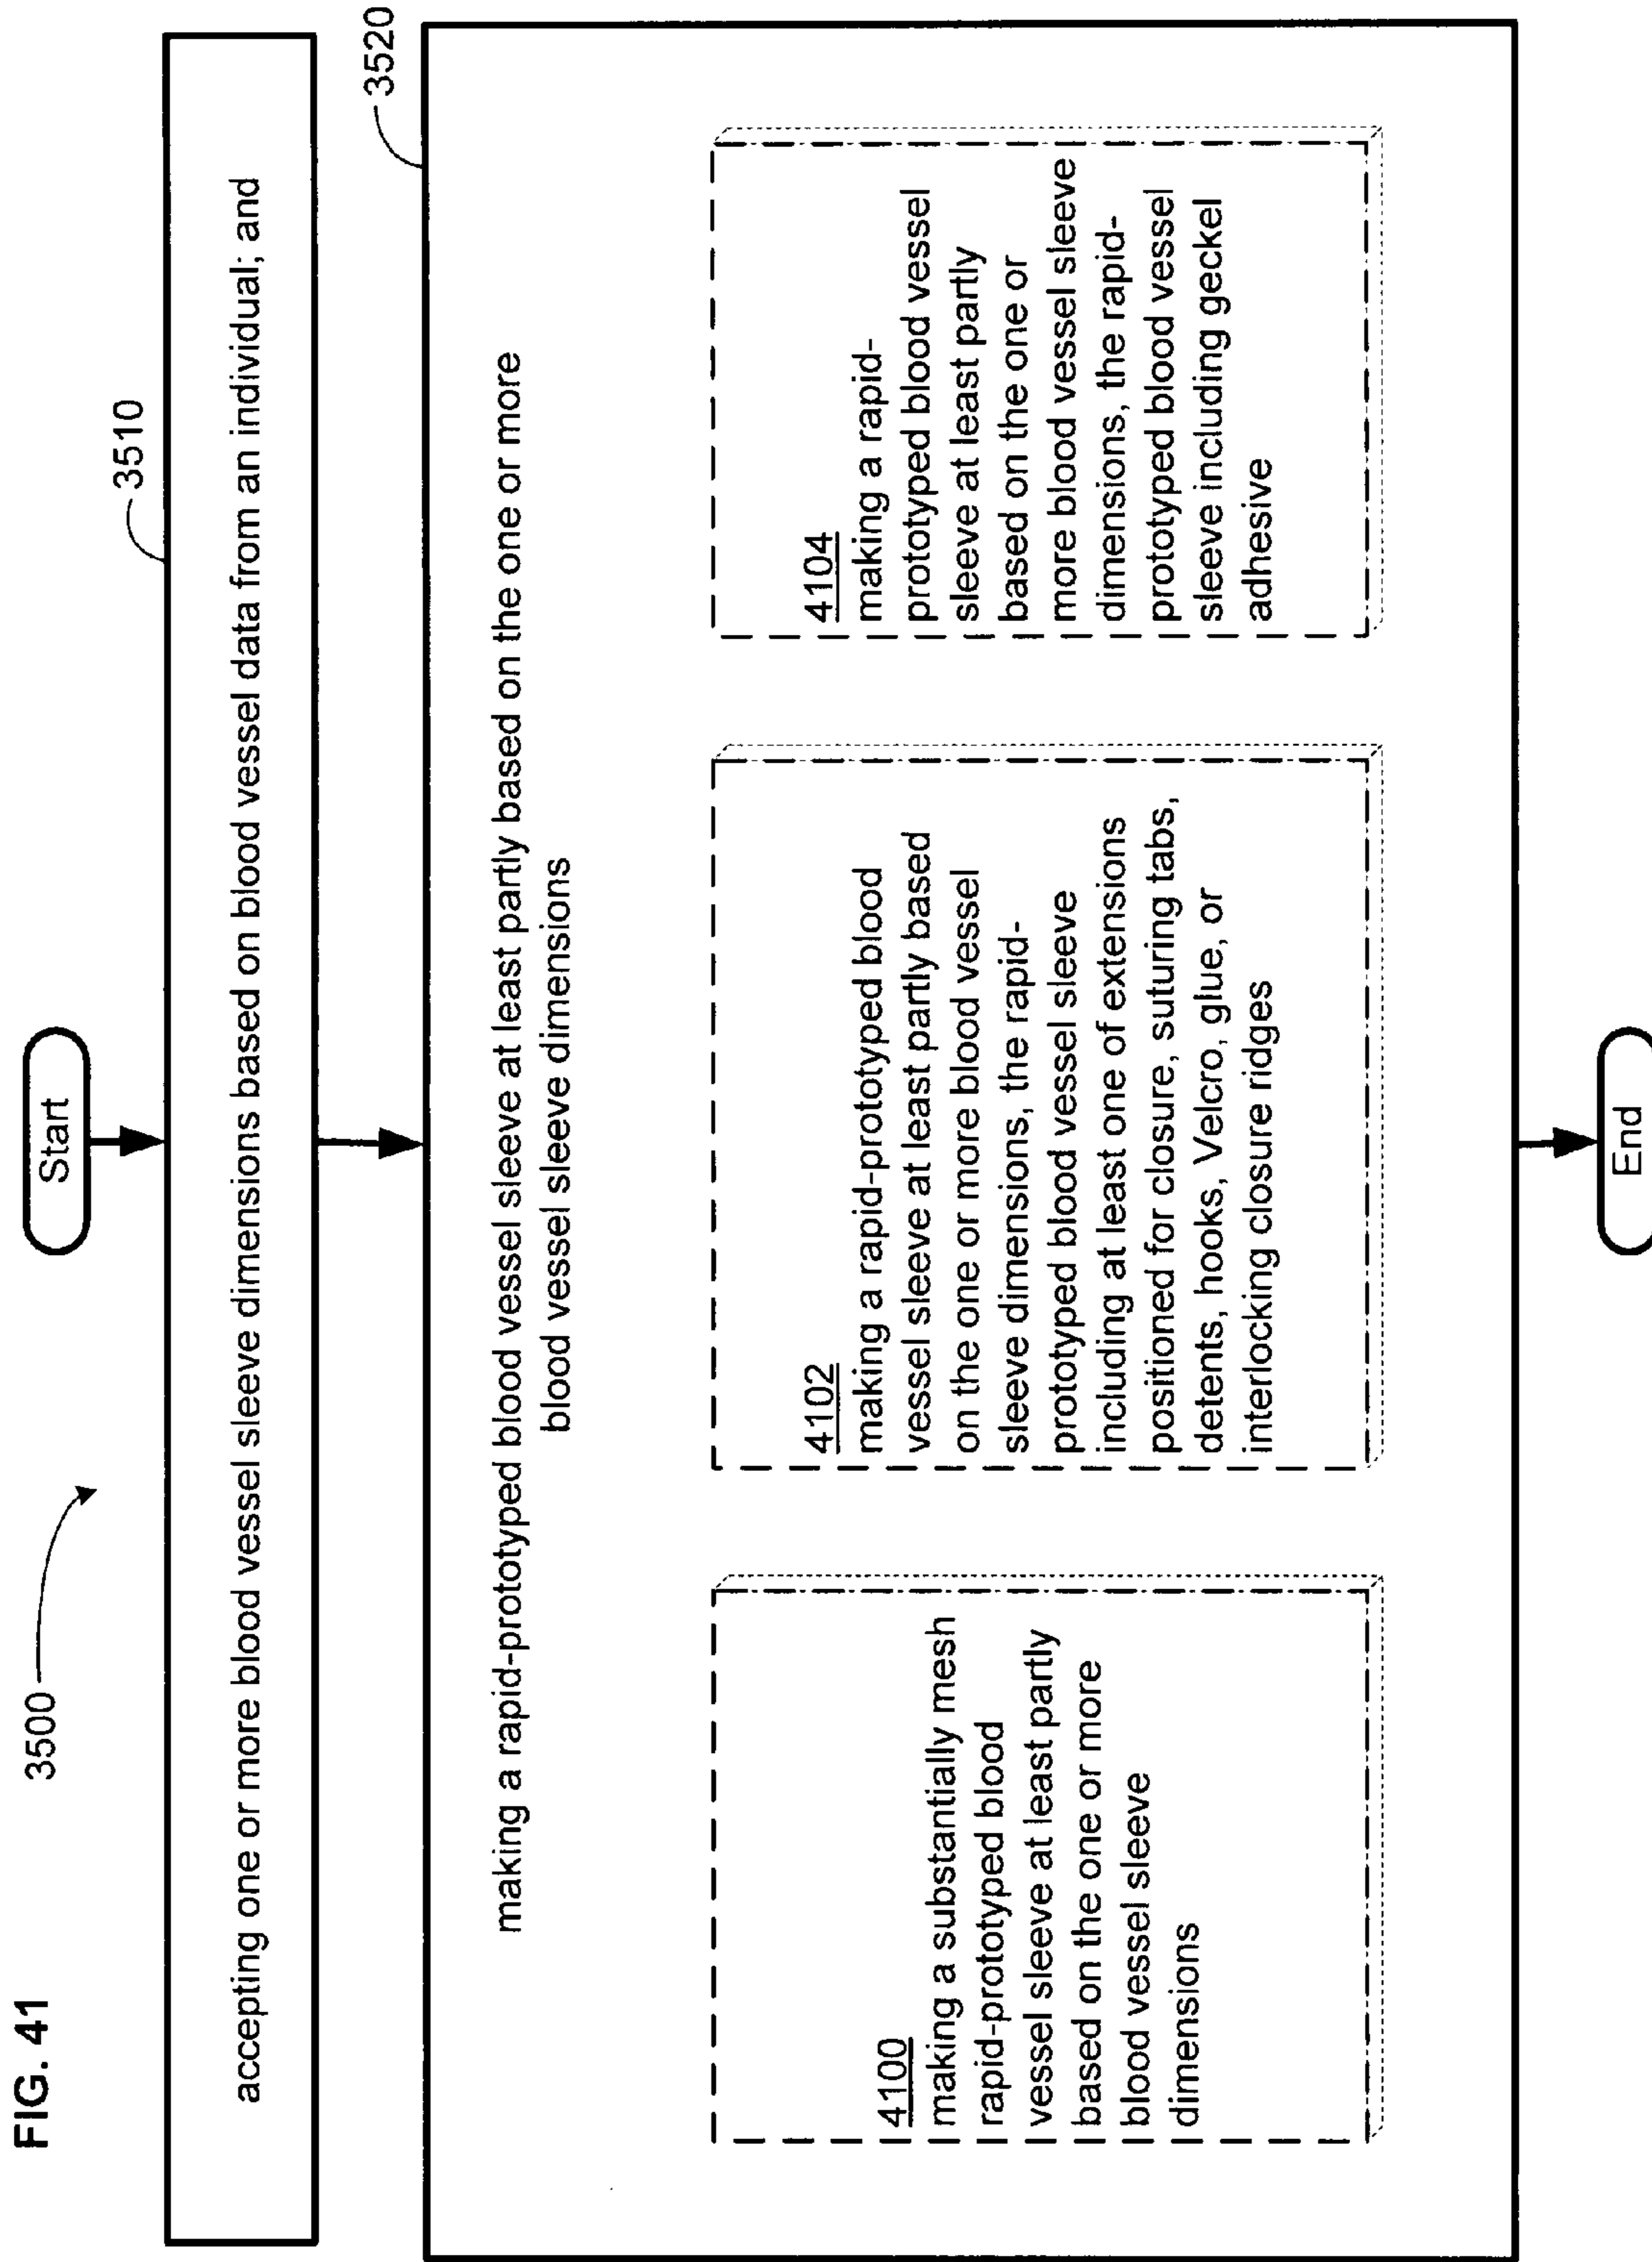 FIG. 41
3500
Start
3510
accepting one or more blood vessel sleeve dimensions based on blood vessel data from an individual; and
3520
making a rapid-prototyped blood vessel sleeve at least partly based on the one or more
blood vessel sleeve dimensions
4100
making a substantially mesh
rapid-prototyped blood
vessel sleeve at least partly
based on the one or more
blood vessel sleeve
dimensions
4102
making a rapid-prototyped blood
vessel sleeve at least partly based
on the one or more blood vessel
sleeve dimensions, the rapid-
prototyped blood vessel sleeve
including at least one of extensions
positioned for closure, suturing tabs,
detents, hooks, Velcro, glue, or
interlocking closure ridges
4104
making a rapid-
prototyped blood vessel
sleeve at least partly
based on the one or
more blood vessel sleeve
dimensions, the rapid-
prototyped blood vessel
sleeve including geckel
adhesive
End